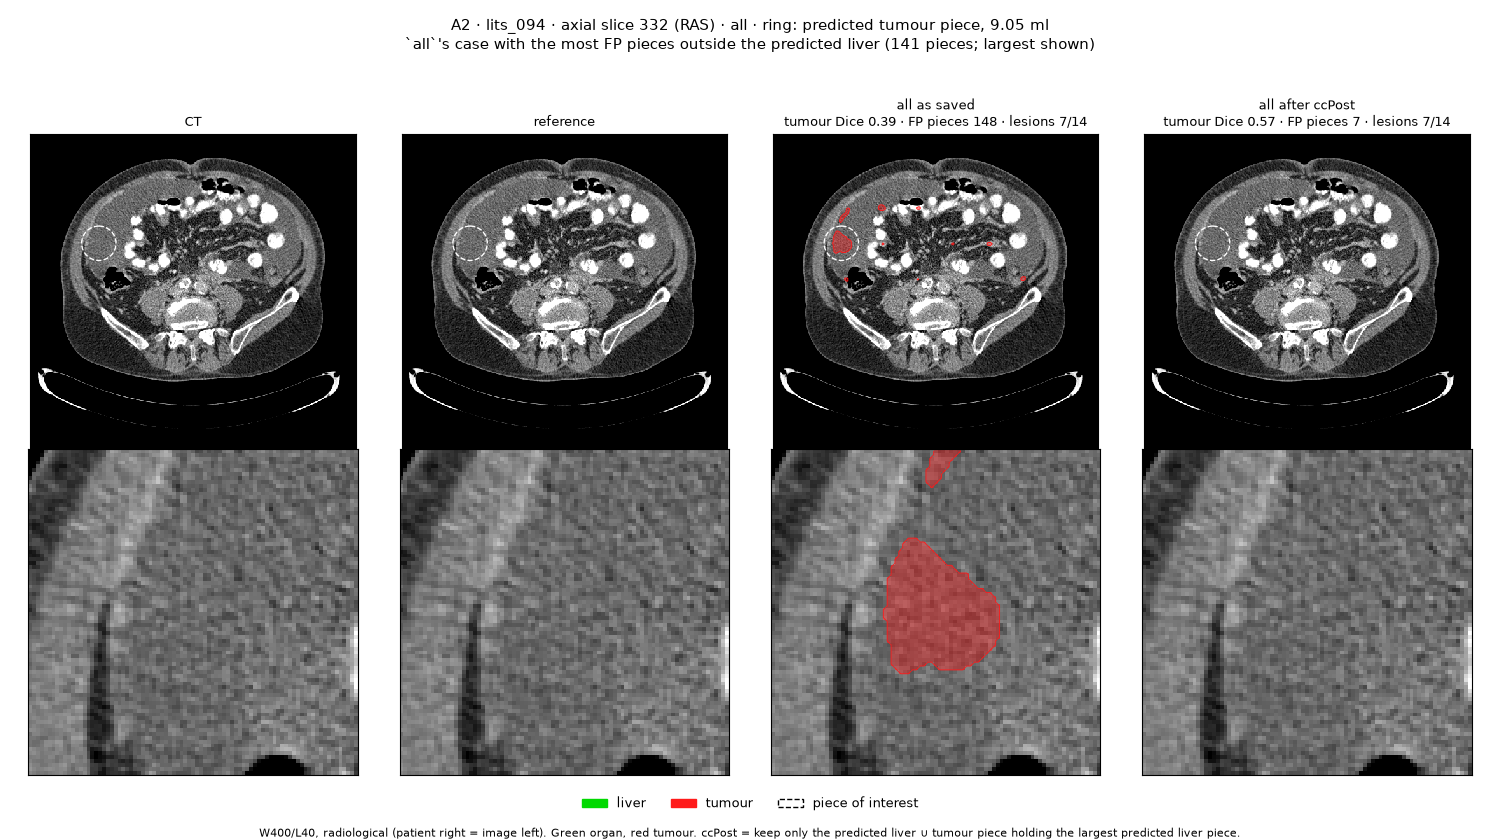 A2 · lits_094 · axial slice 332 (RAS) · all · ring: predicted tumour piece, 9.05 ml
`all`'s case with the most FP pieces outside the predicted liver (141 pieces; largest shown)
CT
reference
all as saved
tumour Dice 0.39 · FP pieces 148 · lesions 7/14
all after ccPost
tumour Dice 0.57 · FP pieces 7 · lesions 7/14
liver
tumour
piece of interest
W400/L40, radiological (patient right = image left). Green organ, red tumour. ccPost = keep only the predicted liver ∪ tumour piece holding the largest predicted liver piece.